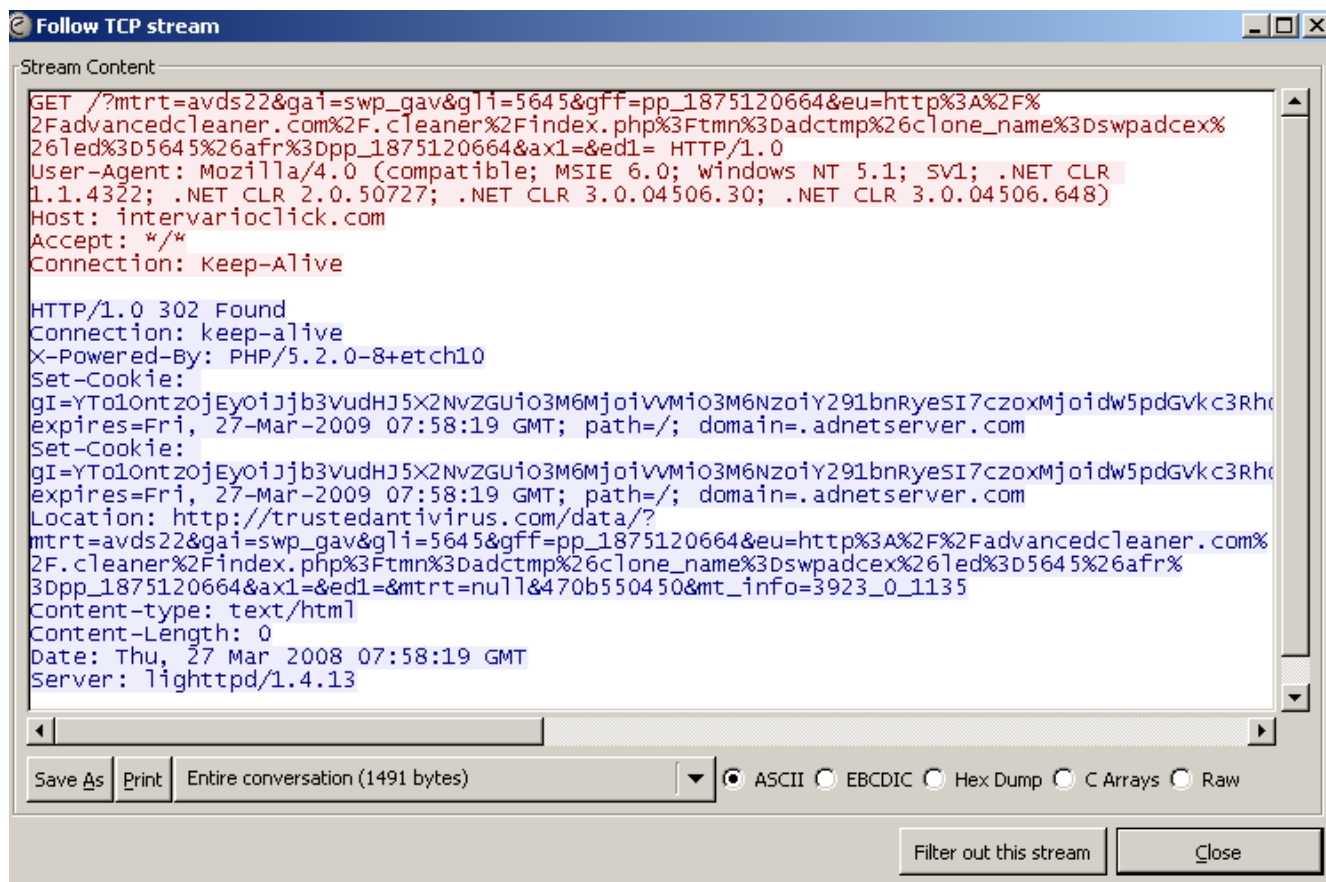 Follow TCP stream
Stream Content
GET /?mtrt=avds22&gai=swp_gav&gli=5645&gff=pp_1875120664&eu=http%3A%2F%
2Fadvancedcleaner.com%2F.cleaner%2Findex.php%3Ftmn%3Dadctmp%26clone_name%3Dswpadcex%
26led%3D5645%26afr%3Dpp_1875120664&ax1=&ed1= HTTP/1.0
User-Agent: Mozilla/4.0 (compatible; MSIE 6.0; Windows NT 5.1; SV1; .NET CLR
1.1.4322; .NET CLR 2.0.50727; .NET CLR 3.0.04506.30; .NET CLR 3.0.04506.648)
Host: intervarioclick.com
Accept: */*
Connection: Keep-Alive
HTTP/1.0 302 Found
Connection: keep-alive
X-Powered-By: PHP/5.2.0-8+etch10
Set-Cookie:
gI=YTo1OntzOjEyOiJjb3VudHJ5X2NvZGUiO3M6MjoiVVMiO3M6NzoiY291bnRyeSI7czoxMjoidW5pdGVkc3Rh
expires=Fri, 27-Mar-2009 07:58:19 GMT; path=/; domain=.adnetserver.com
Set-Cookie:
gI=YTo1OntzOjEyOiJjb3VudHJ5X2NvZGUiO3M6MjoiVVMiO3M6NzoiY291bnRyeSI7czoxMjoidW5pdGVkc3Rh
expires=Fri, 27-Mar-2009 07:58:19 GMT; path=/; domain=.adnetserver.com
Location: http://trustedantivirus.com/data/?
mtrt=avds22&gai=swp_gav&gli=5645&gff=pp_1875120664&eu=http%3A%2F%2Fadvancedcleaner.com%
2F.cleaner%2Findex.php%3Ftmn%3Dadctmp%26clone_name%3Dswpadcex%26led%3D5645%26afr%
3Dpp_1875120664&ax1=&ed1=&mtrt=null&470b550450&mt_info=3923_0_1135
Content-type: text/html
Content-Length: 0
Date: Thu, 27 Mar 2008 07:58:19 GMT
Server: lighttpd/1.4.13
Save As Print Entire conversation (1491 bytes) ASCII EBCDIC Hex Dump C Arrays Raw
Filter out this stream Close